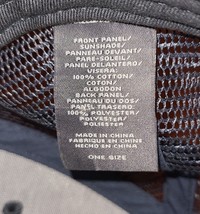 FRONT PANEL/
SUNSHADE/
PANNEAU DEVANT/
PARE-SOLEIL/
PANEL DELANTERO/
VISERA:
100% COTTON/
COTON/
ALGODON
BACK PANELS/
PANNEAU DU DOS/
PANEL TRASERO:
100% POLYESTER/
POLYESTER/
POLIESTER
MADE IN CHINA
FABRIQUE EN CHINE
HECHO EN CHINA
ONE SIZE